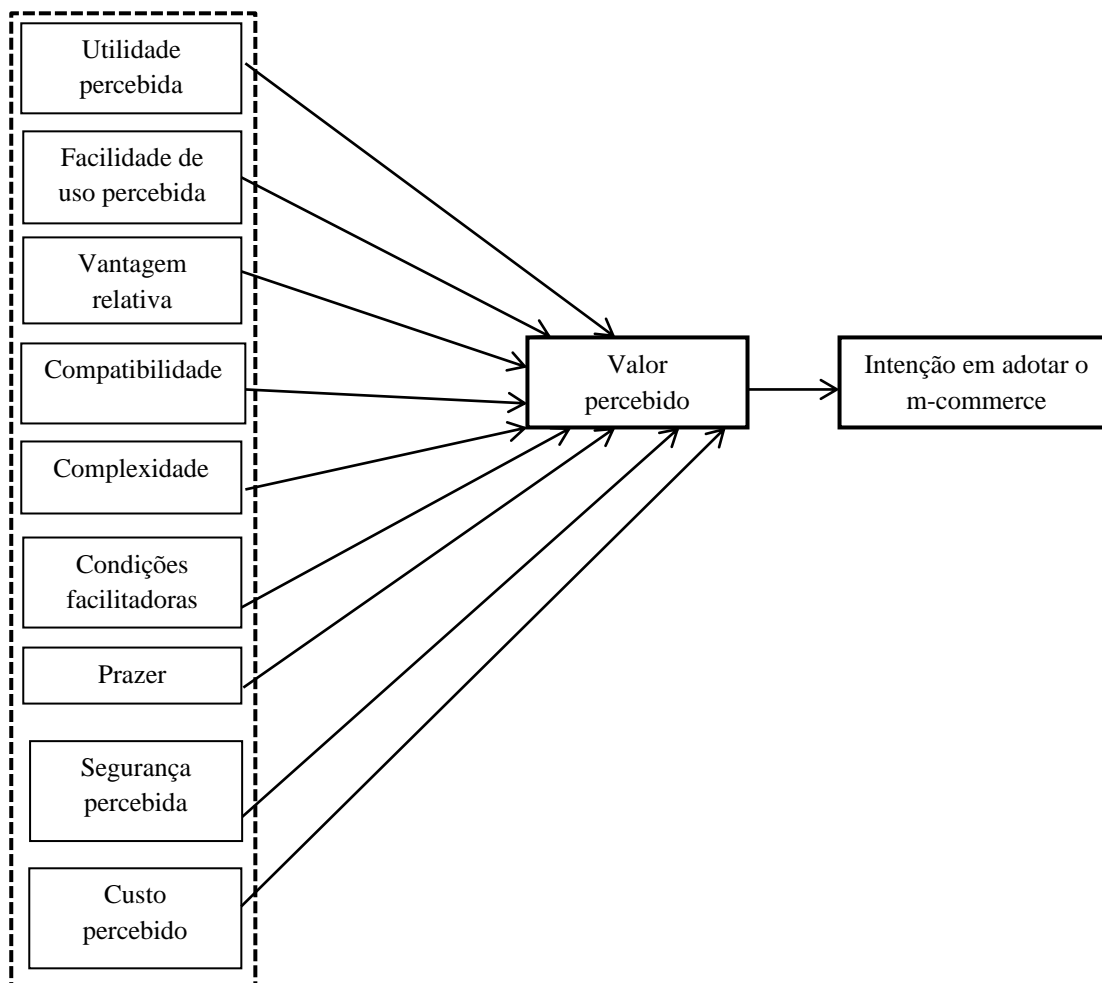 Utilidade
percebida
Facilidade de
uso percebida
Vantagem
relativa
Compatibilidade
Complexidade
Condições
facilitadoras
Prazer
Segurança
percebida
Custo
percebido
Valor
percebido
Intenção em adotar o
m-commerce